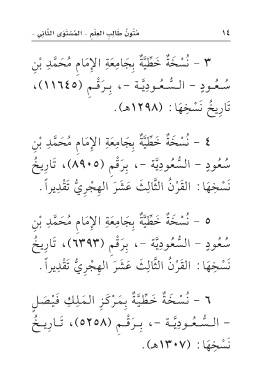 ١٤ مُتُونُ طَالِبِ العِلْمِ - المُسْتَوَى الثَّانِي -
٣ - نُسْخَةٌ خَطِّيَّةٌ بِجَامِعَةِ الإِمَامِ مُحَمَّدِ بْنِ
سُعُودٍ - السُّعُودِيَّة -، بِرَقْمِ (١١٦٤٥)،
تَارِيخُ نَسْخِهَا: (١٢٩٨هـ).
٤ - نُسْخَةٌ خَطِّيَّةٌ بِجَامِعَةِ الإِمَامِ مُحَمَّدِ بْنِ
سُعُودٍ - السُّعُودِيَّة -، بِرَقْمِ (٨٩٠٥)، تَارِيخُ
نَسْخِهَا: القَرْنُ الثَّالِثَ عَشَرَ الهِجْرِيُّ تَقْدِيراً.
٥ - نُسْخَةٌ خَطِّيَّةٌ بِجَامِعَةِ الإِمَامِ مُحَمَّدِ بْنِ
سُعُودٍ - السُّعُودِيَّة -، بِرَقْمِ (٦٣٩٣)، تَارِيخُ
نَسْخِهَا: القَرْنُ الثَّالِثَ عَشَرَ الهِجْرِيُّ تَقْدِيراً.
٦ - نُسْخَةٌ خَطِّيَّةٌ بِمَرْكَزِ المَلِكِ فَيْصَلٍ
- السُّعُودِيَّة -، بِرَقْمِ (٥٢٥٨)، تَارِيخُ
نَسْخِهَا: (١٣٠٧هـ).